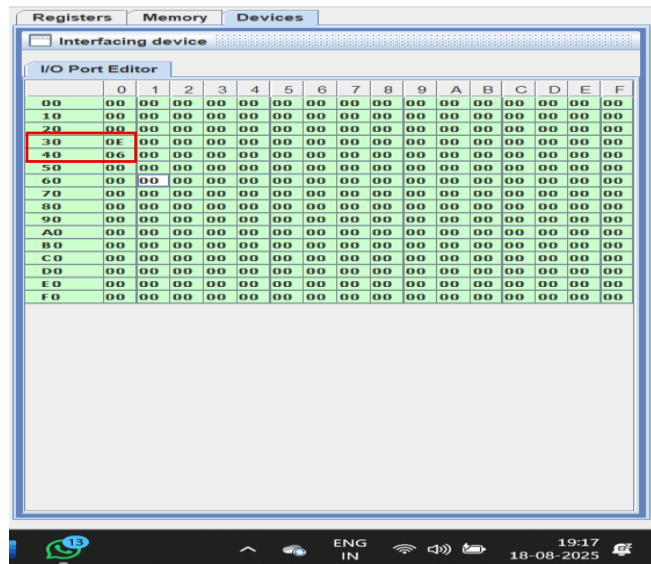 Registers Memory Devices
Interfacing device
I/O Port Editor
0 1 2 3 4 5 6 7 8 9 A B C D E F
00 00 00 00 00 00 00 00 00 00 00 00 00 00 00 00 00
10 00 00 00 00 00 00 00 00 00 00 00 00 00 00 00 00
20 00 00 00 00 00 00 00 00 00 00 00 00 00 00 00 00
30 0E 00 00 00 00 00 00 00 00 00 00 00 00 00 00 00
40 06 00 00 00 00 00 00 00 00 00 00 00 00 00 00 00
50 00 00 00 00 00 00 00 00 00 00 00 00 00 00 00 00
60 00 00 00 00 00 00 00 00 00 00 00 00 00 00 00 00
70 00 00 00 00 00 00 00 00 00 00 00 00 00 00 00 00
80 00 00 00 00 00 00 00 00 00 00 00 00 00 00 00 00
90 00 00 00 00 00 00 00 00 00 00 00 00 00 00 00 00
A0 00 00 00 00 00 00 00 00 00 00 00 00 00 00 00 00
B0 00 00 00 00 00 00 00 00 00 00 00 00 00 00 00 00
C0 00 00 00 00 00 00 00 00 00 00 00 00 00 00 00 00
D0 00 00 00 00 00 00 00 00 00 00 00 00 00 00 00 00
E0 00 00 00 00 00 00 00 00 00 00 00 00 00 00 00 00
F0 00 00 00 00 00 00 00 00 00 00 00 00 00 00 00 00
13 ENG 19:17
IN 18-08-2025